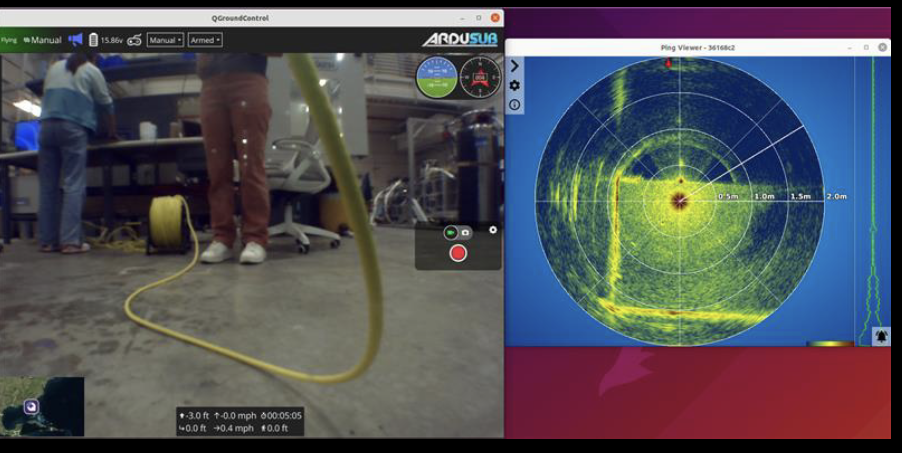 QGroundControl
Flying Manual 15.86v Manual Armed
ARDUSUB
-3.0 ft -0.0 mph 00:05:05
0.0 ft 0.4 mph 0.0 ft
Ping Viewer - 36168c2
0.5m 1.0m 1.5m 2.0m